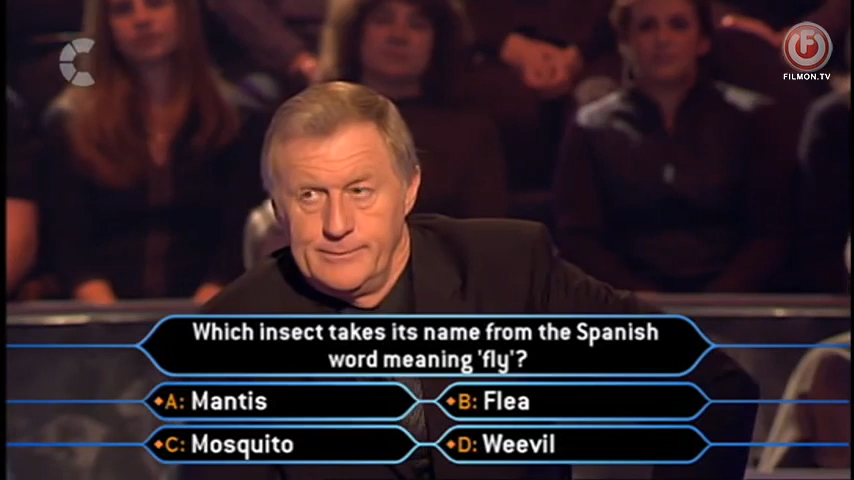 FILMON.TV
Which insect takes its name from the Spanish
word meaning 'fly'?
A: Mantis
B: Flea
C: Mosquito
D: Weevil